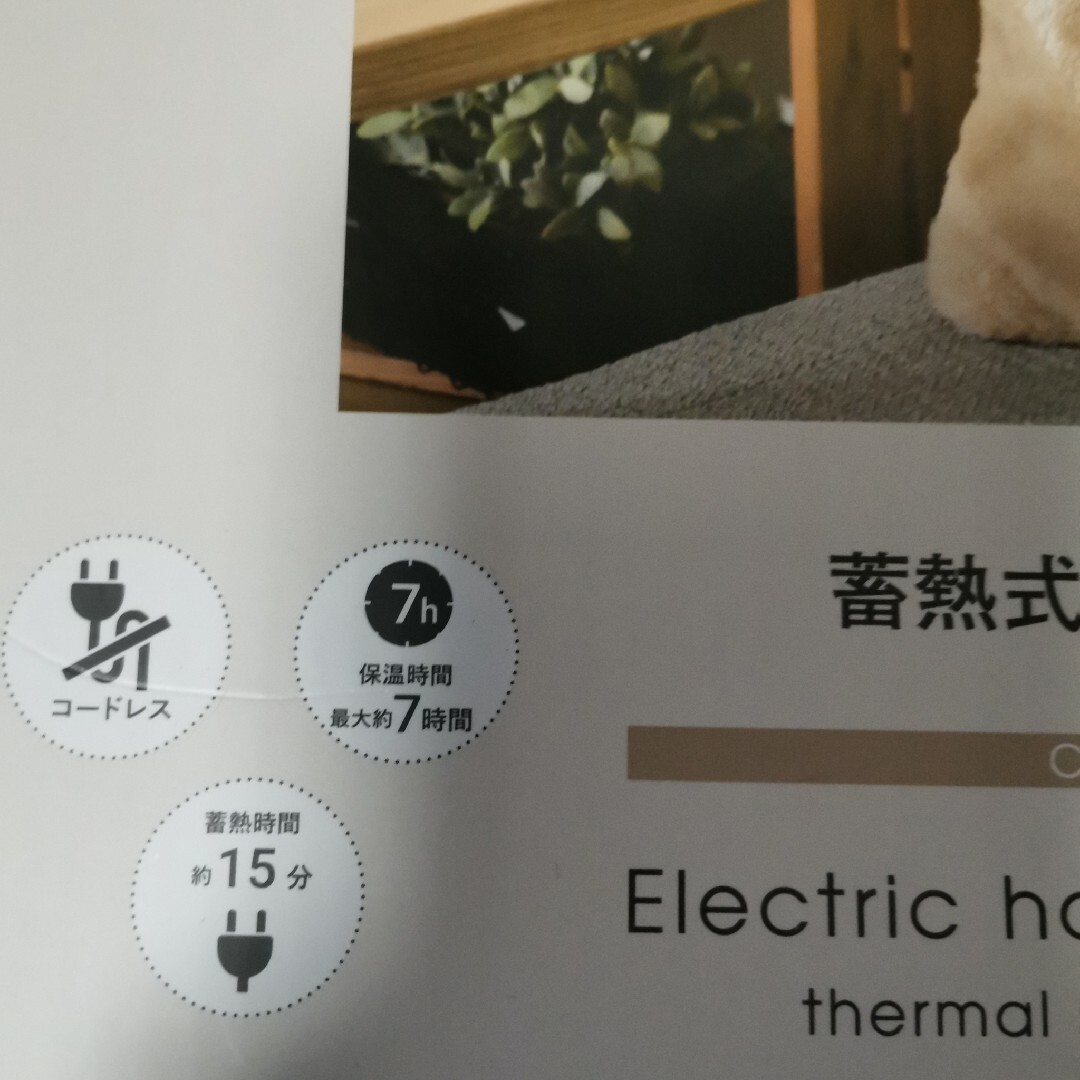 コードレス
7h
保温時間
最大約7時間
蓄熱時間
約15分
蓄熱式
Electric
thermal